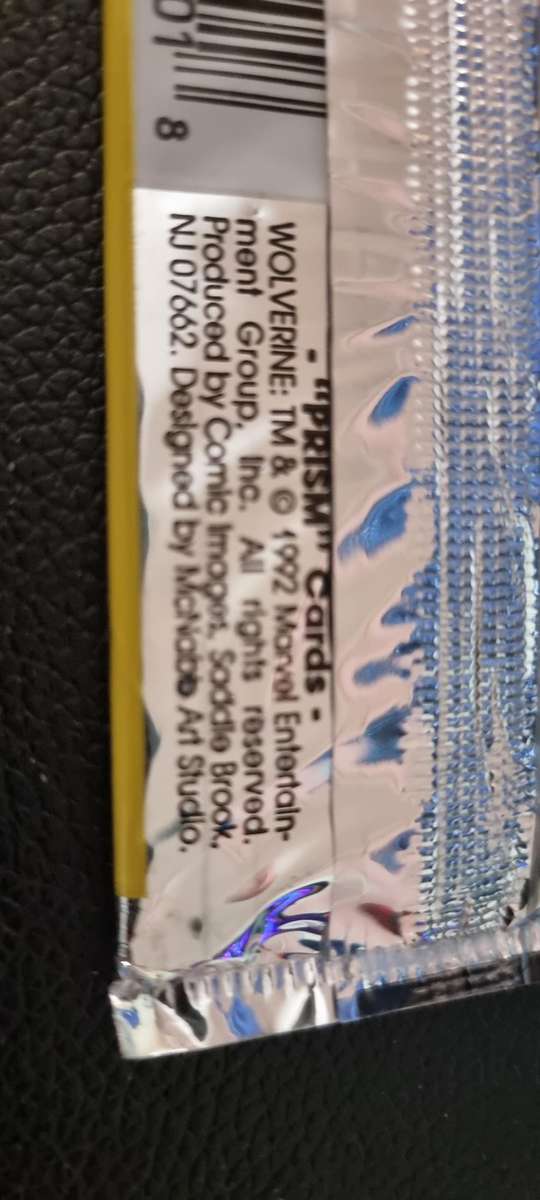 01 8
- "PRISM" Cards -
WOLVERINE: TM & © 1992 Marvel Entertain-
ment Group, Inc. All rights reserved.
Produced by Comic Images, Saddle Brook,
NJ 07662. Designed by McNabb Art Studio.